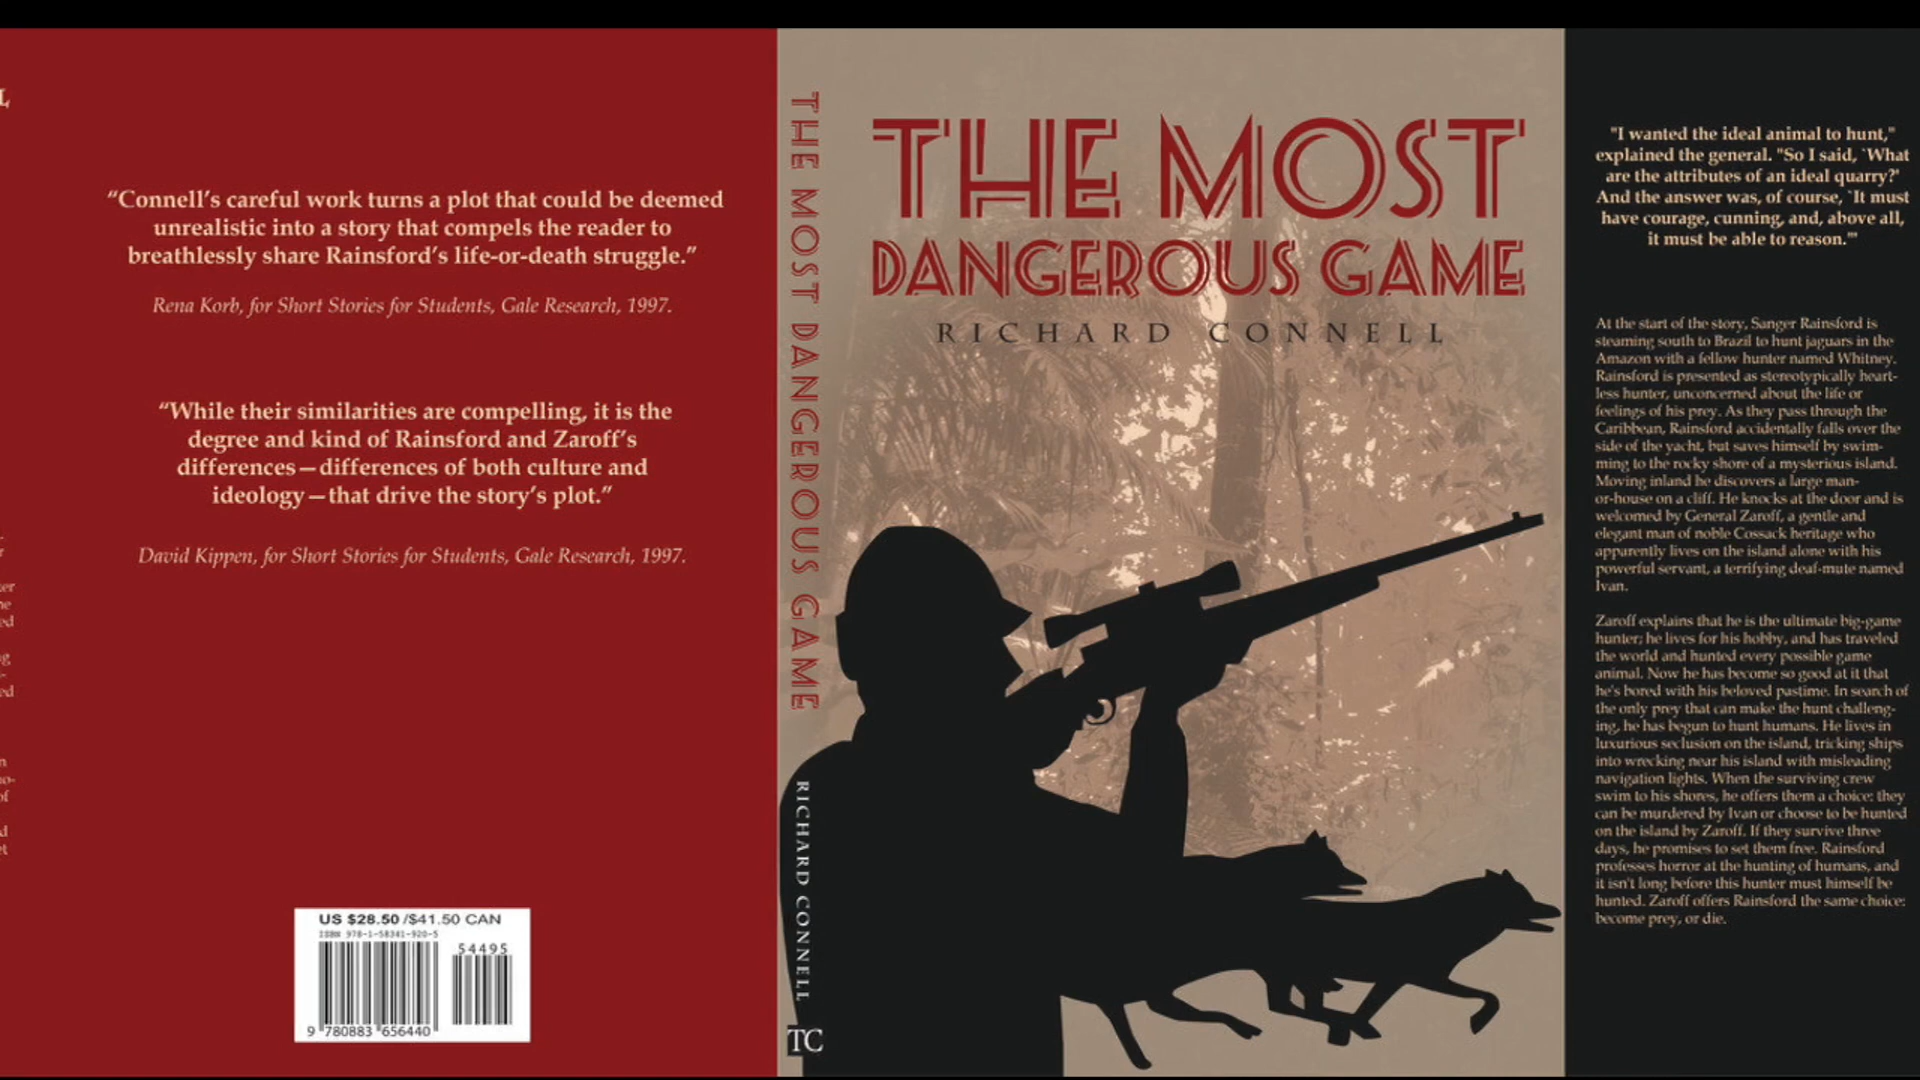 “Connell’s careful work turns a plot that could be deemed
unrealistic into a story that compels the reader to
breathlessly share Rainsford’s life-or-death struggle.”
Rena Korb, for Short Stories for Students, Gale Research, 1997.
“While their similarities are compelling, it is the
degree and kind of Rainsford and Zaroff’s
differences—differences of both culture and
ideology—that drive the story’s plot.”
David Kippen, for Short Stories for Students, Gale Research, 1997.
US $28.50 /$41.50 CAN
ISBN 978-1-58341-920-5
54495
9 780883 656440
THE MOST DANGEROUS GAME
RICHARD CONNELL
TC
THE MOST
DANGEROUS GAME
RICHARD CONNELL
"I wanted the ideal animal to hunt,"
explained the general. "So I said, `What
are the attributes of an ideal quarry?'
And the answer was, of course, `It must
have courage, cunning, and, above all,
it must be able to reason."'
At the start of the story, Sanger Rainsford is
steaming south to Brazil to hunt jaguars in the
Amazon with a fellow hunter named Whitney.
Rainsford is presented as stereotypically heart-
less hunter, unconcerned about the life or
feelings of his prey. As they pass through the
Caribbean, Rainsford accidentally falls over the
side of the yacht, but saves himself by swim-
ming to the rocky shore of a mysterious island.
Moving inland he discovers a large man-
or-house on a cliff. He knocks at the door and is
welcomed by General Zaroff, a gentle and
elegant man of noble Cossack heritage who
apparently lives on the island alone with his
powerful servant, a terrifying deaf-mute named
Ivan.
Zaroff explains that he is the ultimate big-game
hunter; he lives for his hobby, and has traveled
the world and hunted every possible game
animal. Now he has become so good at it that
he's bored with his beloved pastime. In search of
the only prey that can make the hunt challeng-
ing, he has begun to hunt humans. He lives in
luxurious seclusion on the island, tricking ships
into wrecking near his island with misleading
navigation lights. When the surviving crew
swim to his shores, he offers them a choice: they
can be murdered by Ivan or choose to be hunted
on the island by Zaroff. If they survive three
days, he promises to set them free. Rainsford
professes horror at the hunting of humans, and
it isn't long before this hunter must himself be
hunted. Zaroff offers Rainsford the same choice:
become prey, or die.